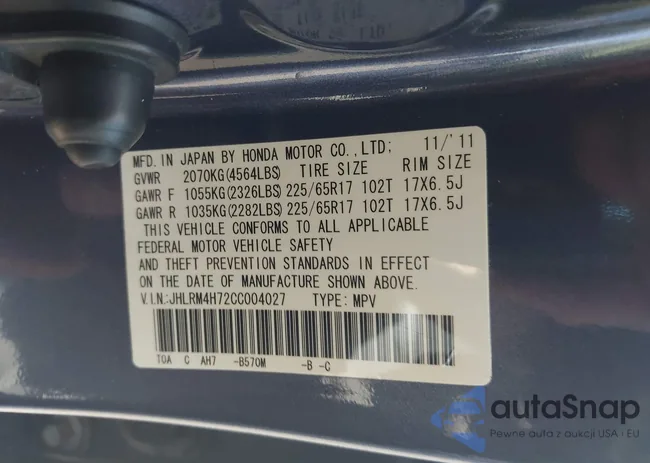 MFD. IN JAPAN BY HONDA MOTOR CO., LTD; 11/'11
GVWR 2070KG(4564LBS) TIRE SIZE RIM SIZE
GAWR F 1055KG(2326LBS) 225/65R17 102T 17X6.5J
GAWR R 1035KG(2282LBS) 225/65R17 102T 17X6.5J
THIS VEHICLE CONFORMS TO ALL APPLICABLE
FEDERAL MOTOR VEHICLE SAFETY
AND THEFT PREVENTION STANDARDS IN EFFECT
ON THE DATE OF MANUFACTURE SHOWN ABOVE.
V.I.N:JHLRM4H72CC004027 TYPE: MPV
TOA C AH7 -B570M -B -C
autaSnap
Pewne auta z aukcji USA i EU